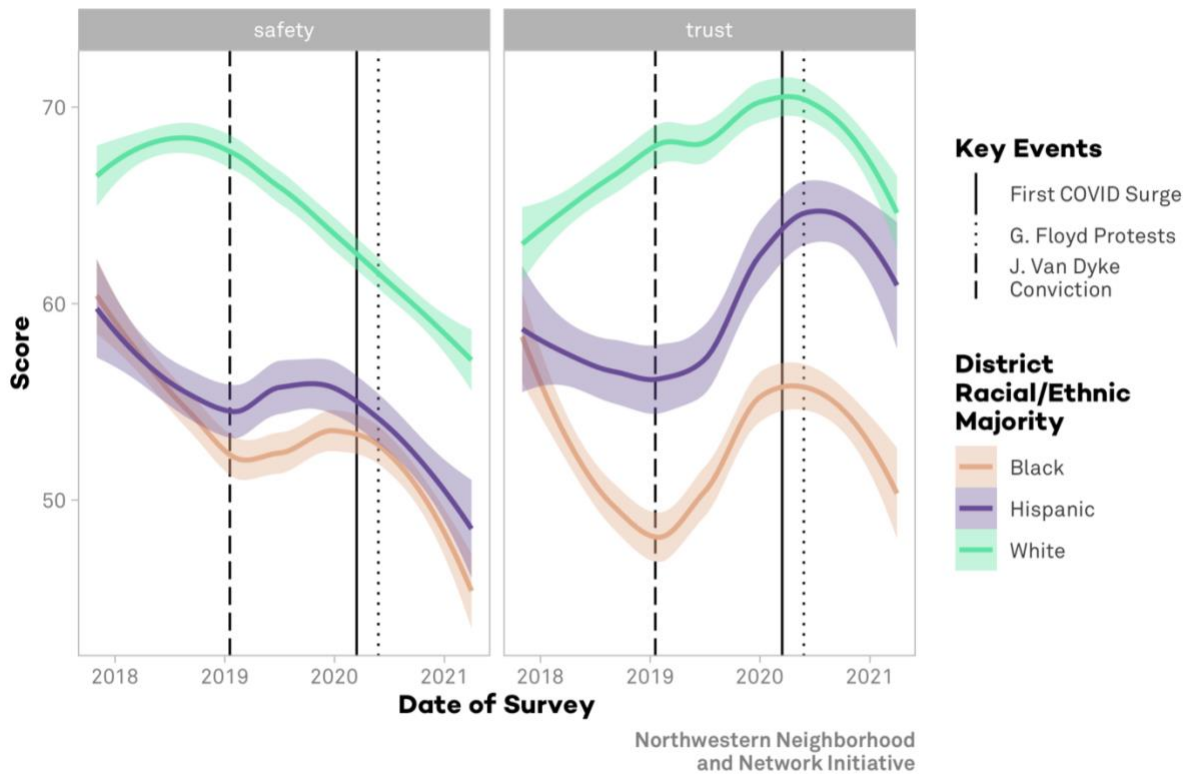 safety
trust
70
60
50
Score
2018 2019 2020 2021
2018 2019 2020 2021
Date of Survey
Key Events
First COVID Surge
G. Floyd Protests
J. Van Dyke
Conviction
District
Racial/Ethnic
Majority
Black
Hispanic
White
Northwestern Neighborhood
and Network Initiative